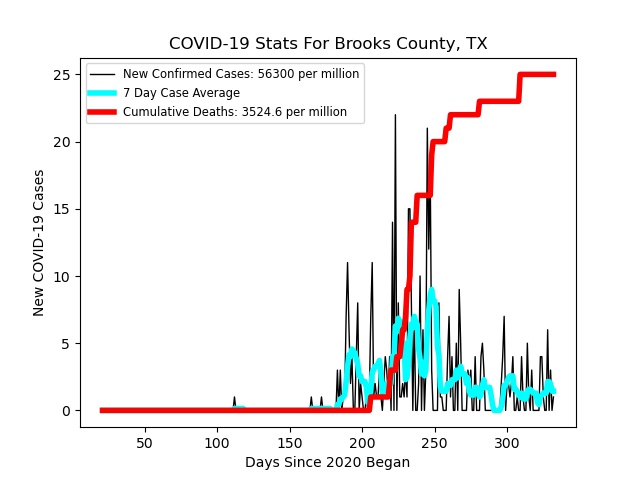 COVID-19 Stats For Brooks County, TX
New Confirmed Cases: 56300 per million
7 Day Case Average
Cumulative Deaths: 3524.6 per million
New COVID-19 Cases
25
20
15
10
5
0
50 100 150 200 250 300
Days Since 2020 Began